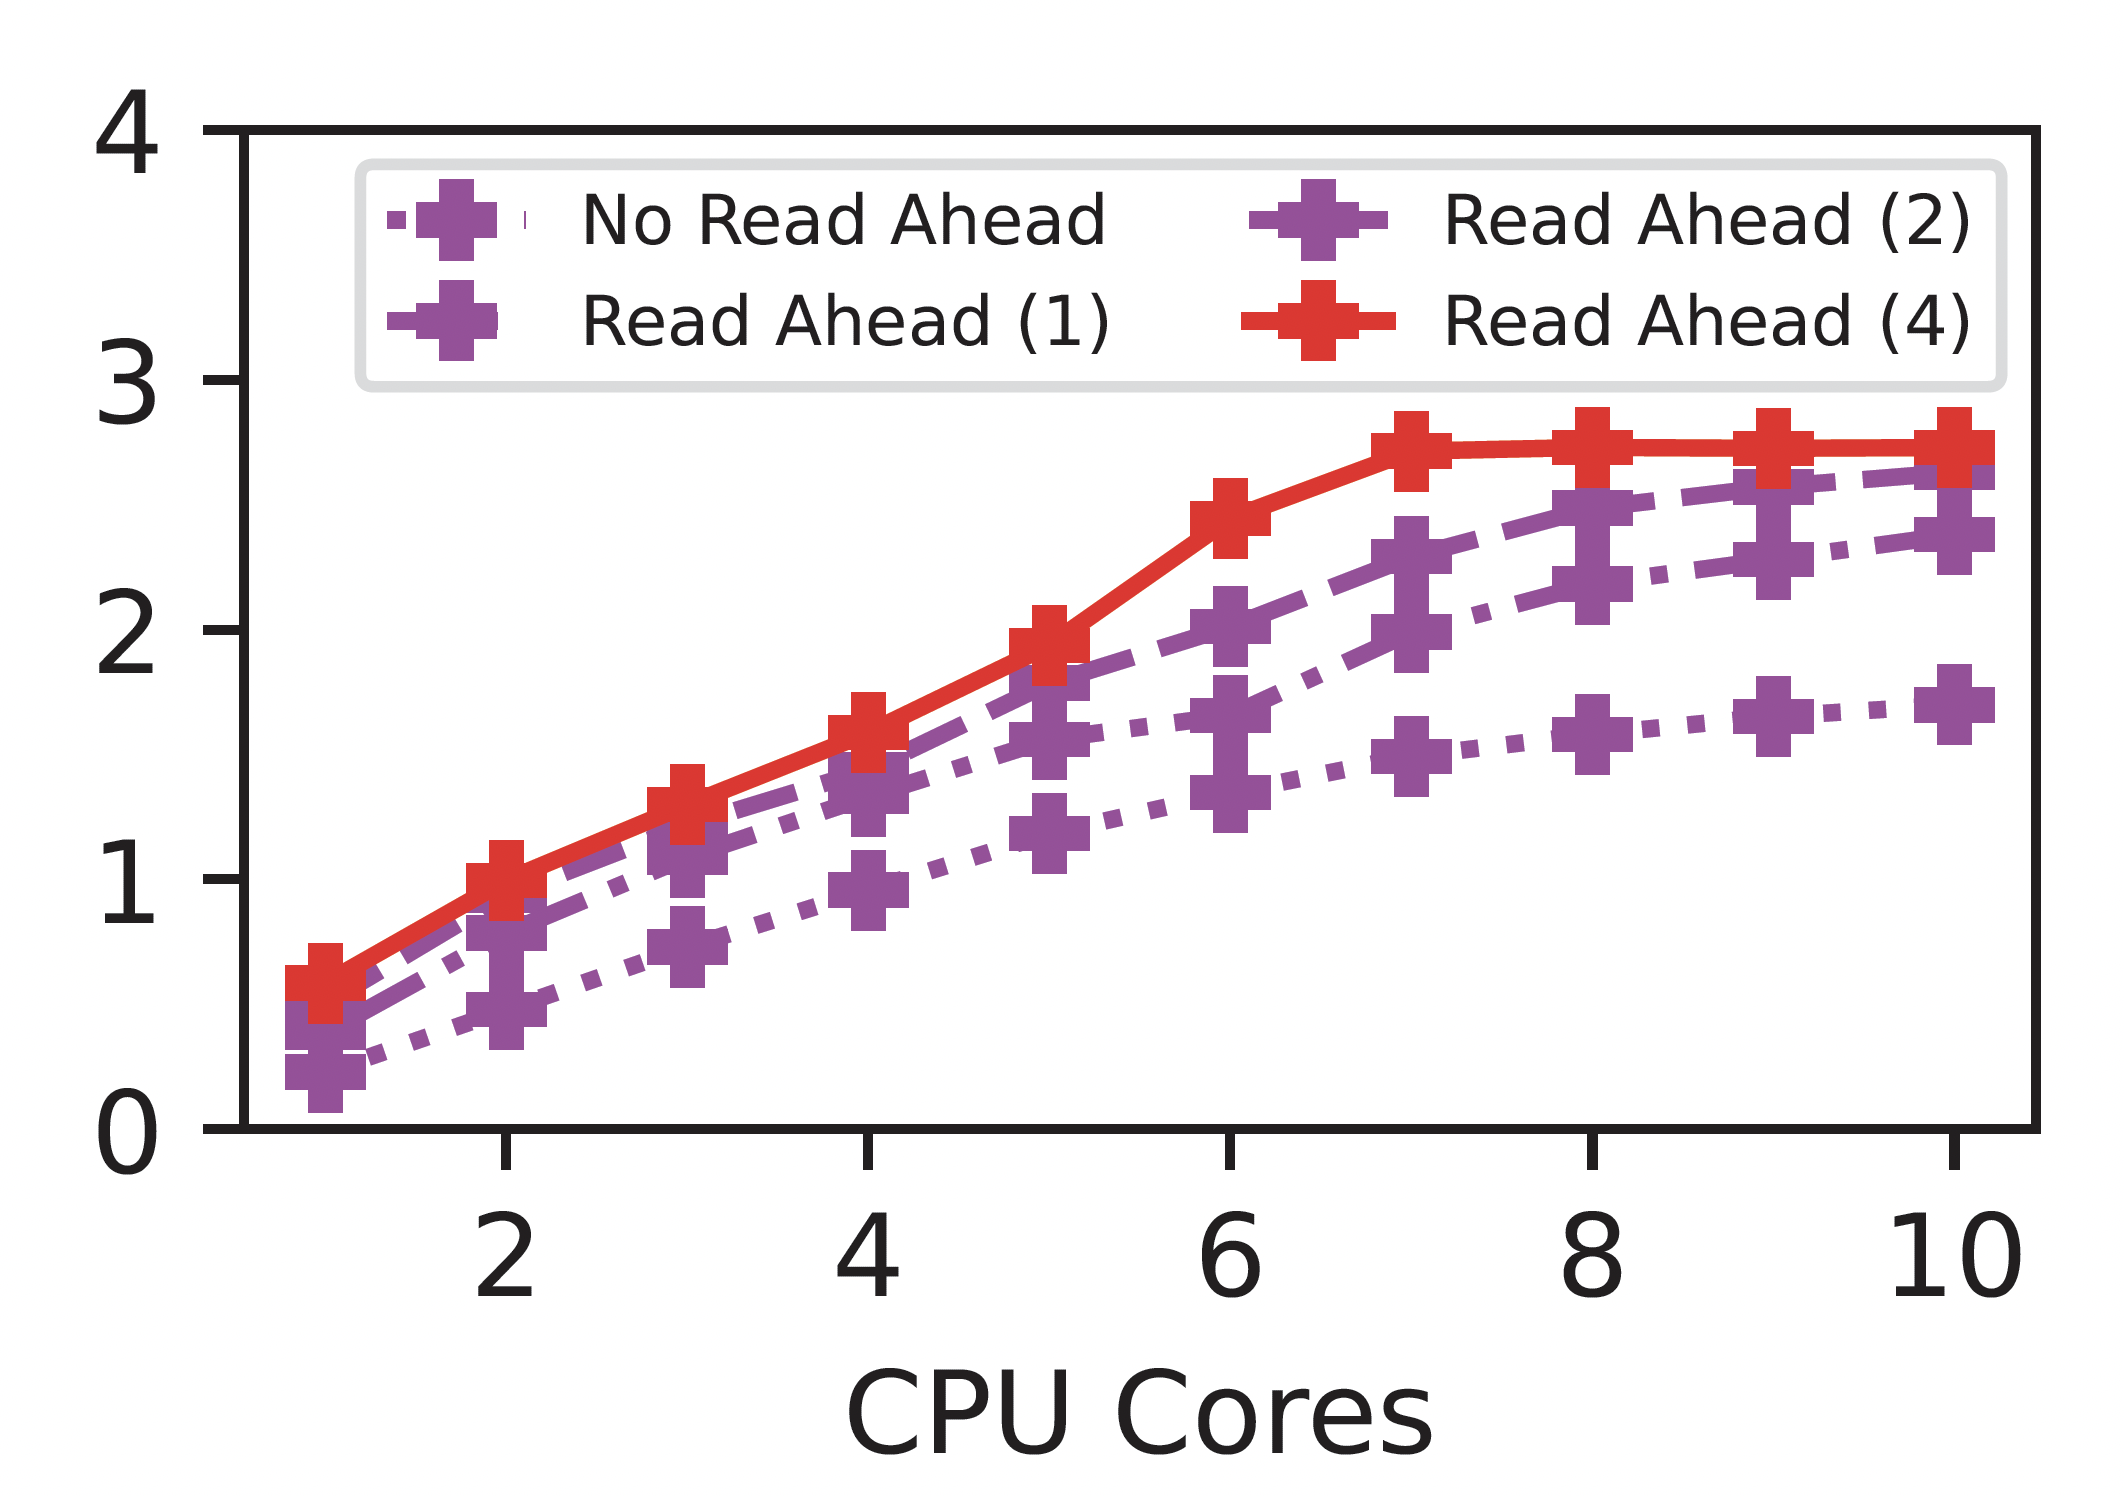 4
No Read Ahead
Read Ahead (2)
Read Ahead (1)
Read Ahead (4)
3
2
1
0
2 4 6 8 10
CPU Cores